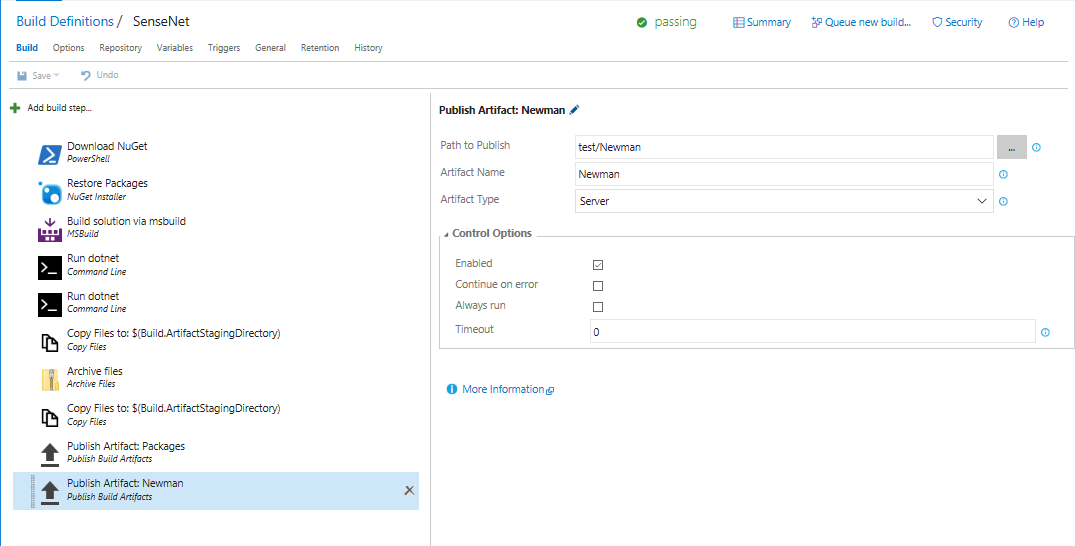 Build Definitions / SenseNet
passing Summary Queue new build... Security Help
Build Options Repository Variables Triggers General Retention History
Save Undo
Add build step...
Download NuGet
PowerShell
Restore Packages
NuGet Installer
Build solution via msbuild
MSBuild
Run dotnet
Command Line
Run dotnet
Command Line
Copy Files to: $(Build.ArtifactStagingDirectory)
Copy Files
Archive files
Archive Files
Copy Files to: $(Build.ArtifactStagingDirectory)
Copy Files
Publish Artifact: Packages
Publish Build Artifacts
Publish Artifact: Newman
Publish Build Artifacts
Publish Artifact: Newman
Path to Publish test/Newman ...
Artifact Name Newman
Artifact Type Server
Control Options
Enabled
Continue on error
Always run
Timeout 0
More Information